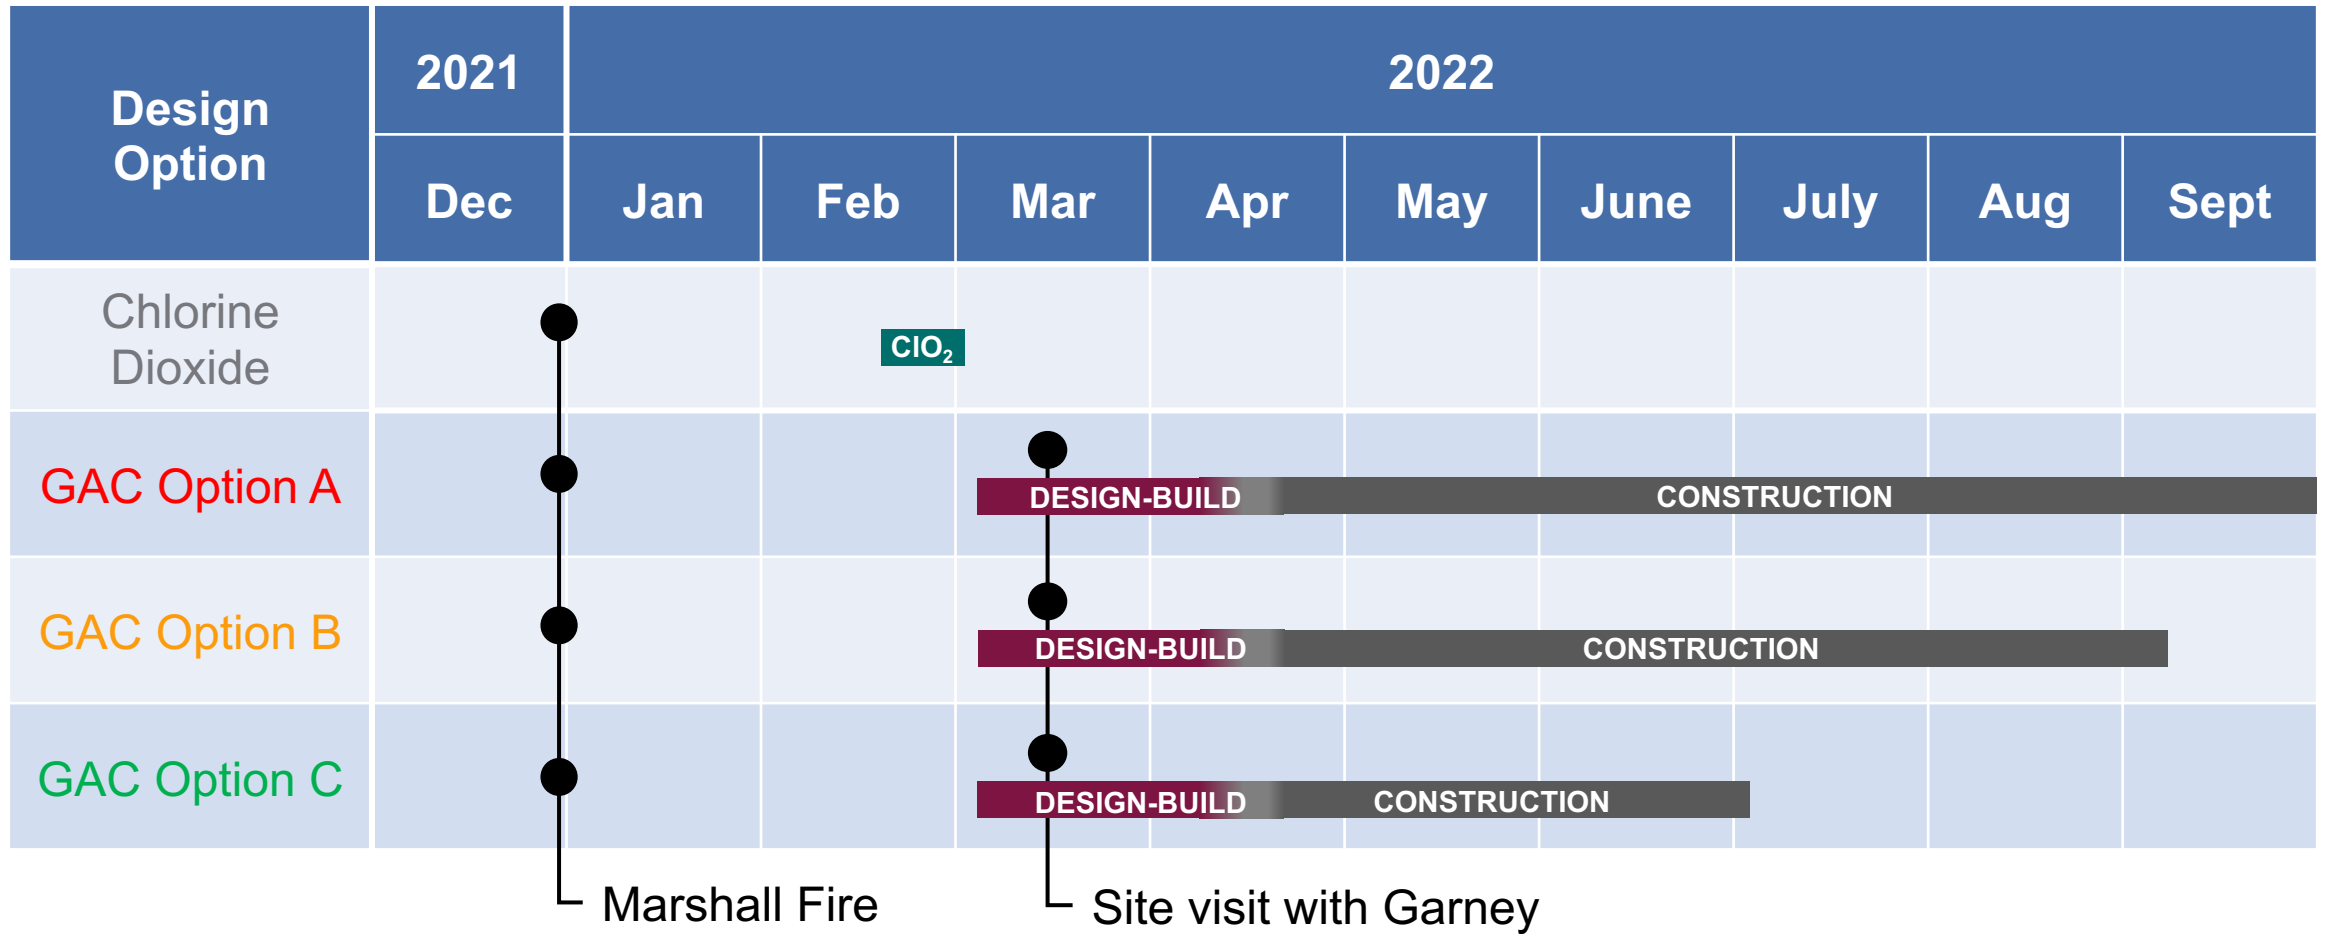 Design
Option
2021
2022
Dec
Jan
Feb
Mar
Apr
May
June
July
Aug
Sept
Chlorine
Dioxide
ClO₂
GAC Option A
DESIGN-BUILD
CONSTRUCTION
GAC Option B
DESIGN-BUILD
CONSTRUCTION
GAC Option C
DESIGN-BUILD
CONSTRUCTION
Marshall Fire
Site visit with Garney